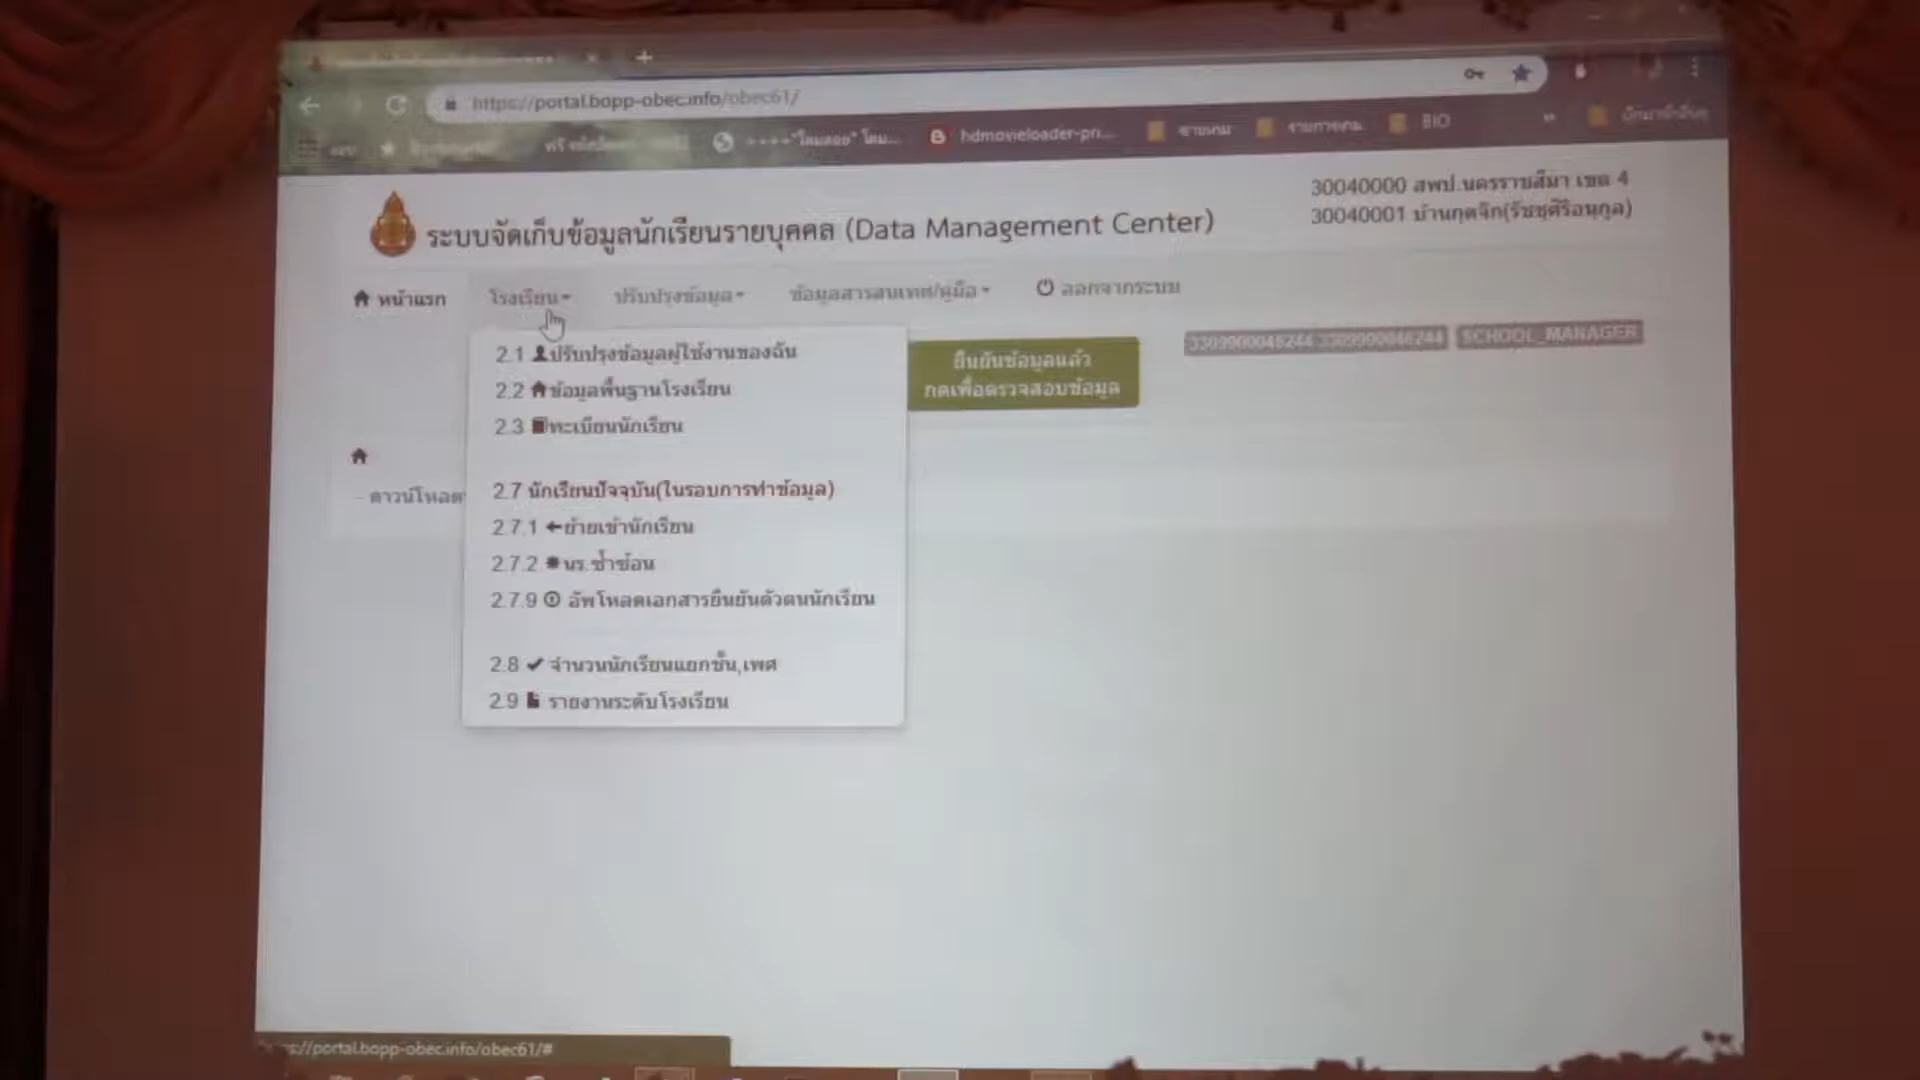 https://portal.bopp-obec.info/obec61/
"โดนสอย" โดน...
hdmovieloader-pri...
BIO
ระบบจัดเก็บข้อมูลนักเรียนรายบุคคล (Data Management Center)
30040000 สพป.นครราชสีมา เขต 4
30040001 บ้านกุดจิก(รัชชุศิริอนุกูล)
หน้าแรก
โรงเรียน
ปรับปรุงข้อมูล
ข้อมูลสารสนเทศ/คู่มือ
ออกจากระบบ
SCHOOL_MANAGER
ยืนยันข้อมูลแล้ว
กดเพื่อตรวจสอบข้อมูล
2.1 ปรับปรุงข้อมูลผู้ใช้งานของฉัน
2.2 ข้อมูลพื้นฐานโรงเรียน
2.3 ทะเบียนนักเรียน
- ดาวน์โหลด
2.7 นักเรียนปัจจุบัน(ในรอบการทำข้อมูล)
2.7.1 ย้ายเข้านักเรียน
2.7.2 นร.ซ้ำซ้อน
2.7.9 อัพโหลดเอกสารยืนยันตัวตนนักเรียน
2.8 จำนวนนักเรียนแยกชั้น,เพศ
2.9 รายงานระดับโรงเรียน
s://portal.bopp-obec.info/obec61/#